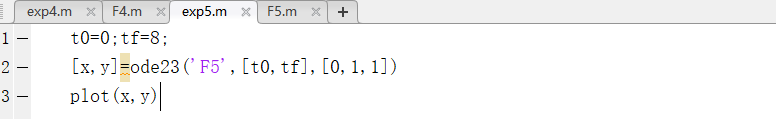 exp4.m × F4.m × exp5.m × F5.m × +
1 — t0=0;tf=8;
2 — [x,y]=ode23('F5',[t0,tf],[0,1,1])
3 — plot(x,y)